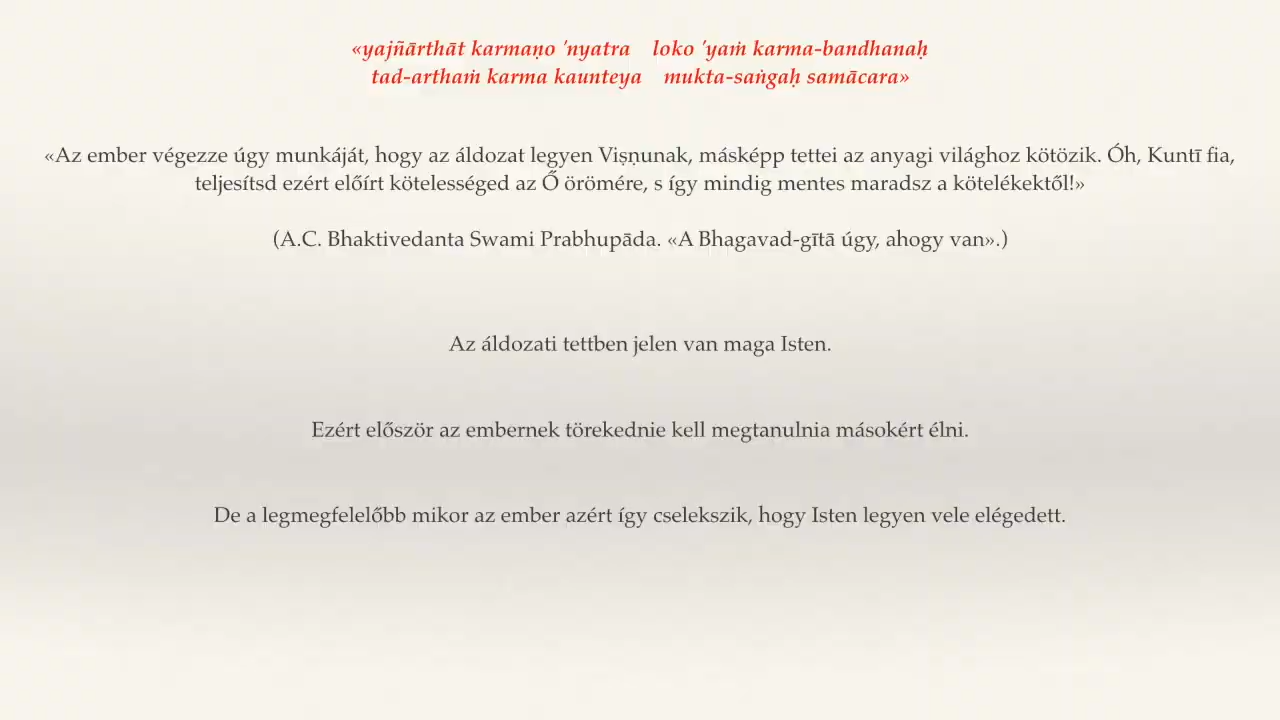 «yajñārthāt karmaṇo 'nyatra loko 'yaṁ karma-bandhanaḥ
tad-arthaṁ karma kaunteya mukta-saṅgaḥ samācara»
«Az ember végezze úgy munkáját, hogy az áldozat legyen Viṣṇunak, másképp tettei az anyagi világhoz kötözik. Óh, Kuntī fia,
teljesítsd ezért előírt kötelességed az Ő örömére, s így mindig mentes maradsz a kötelékektől!»
(A.C. Bhaktivedanta Swami Prabhupāda. «A Bhagavad-gītā úgy, ahogy van».)
Az áldozati tettben jelen van maga Isten.
Ezért először az embernek törekednie kell megtanulnia másokért élni.
De a legmegfelelőbb mikor az ember azért így cselekszik, hogy Isten legyen vele elégedett.